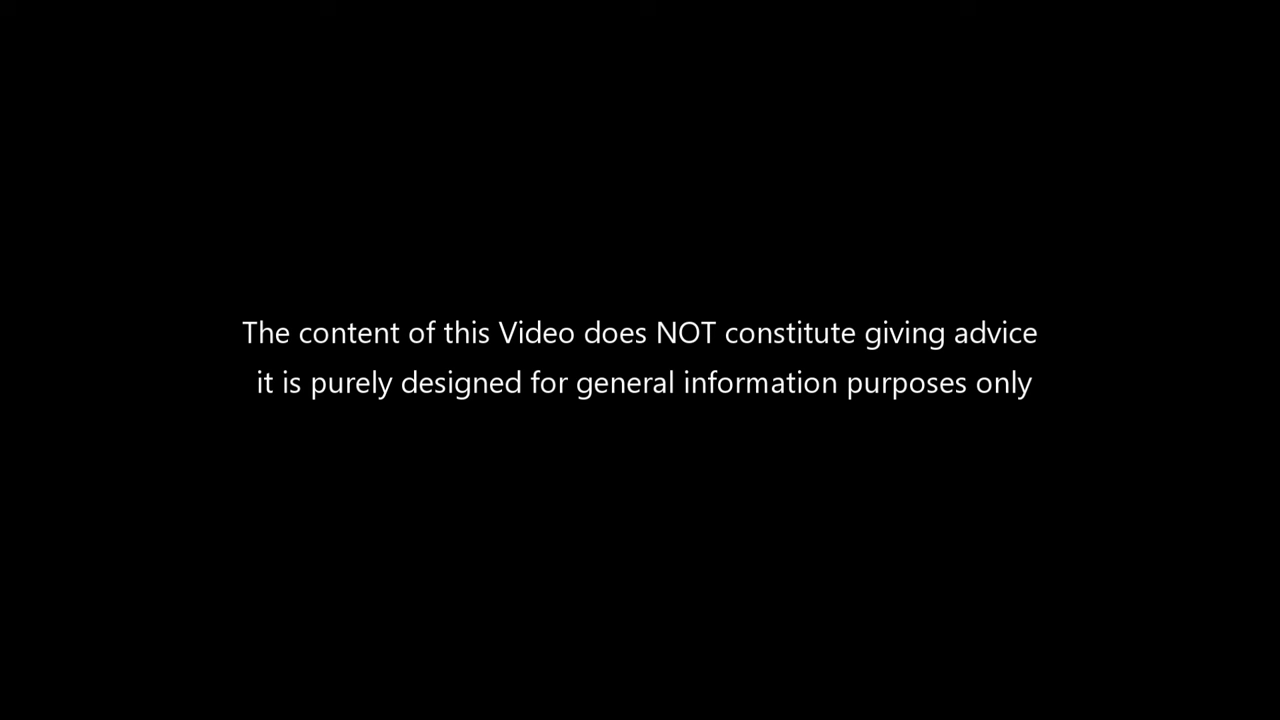 The content of this Video does NOT constitute giving advice
it is purely designed for general information purposes only